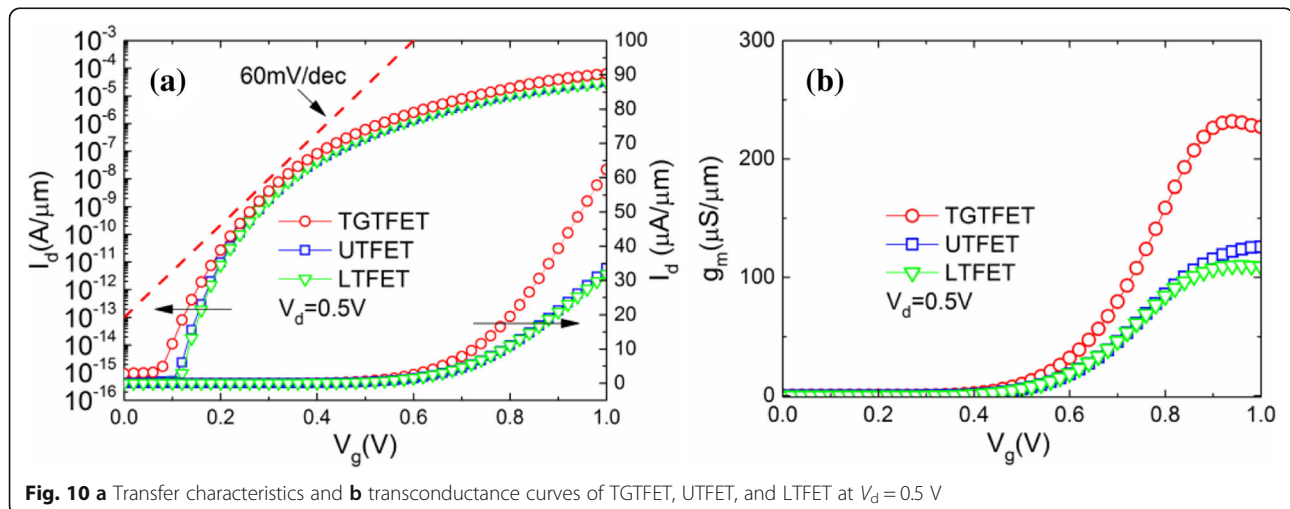 (a)
60mV/dec
10⁻³
10⁻⁴
10⁻⁵
10⁻⁶
10⁻⁷
10⁻⁸
10⁻⁹
10⁻¹⁰
10⁻¹¹
10⁻¹²
10⁻¹³
10⁻¹⁴
10⁻¹⁵
10⁻¹⁶
I_d(A/μm)
TGTFET
UTFET
LTFET
V_d=0.5V
100
90
80
70
60
50
40
30
20
10
0
I_d (μA/μm)
0.0 0.2 0.4 0.6 0.8 1.0
V_g(V)
(b)
300
200
100
0
g_m(μS/μm)
TGTFET
UTFET
LTFET
V_d=0.5V
0.0 0.2 0.4 0.6 0.8 1.0
V_g(V)
Fig. 10 a Transfer characteristics and b transconductance curves of TGTFET, UTFET, and LTFET at V_d = 0.5 V